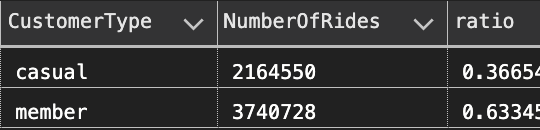 CustomerType NumberOfRides ratio
casual 2164550 0.36654
member 3740728 0.63345